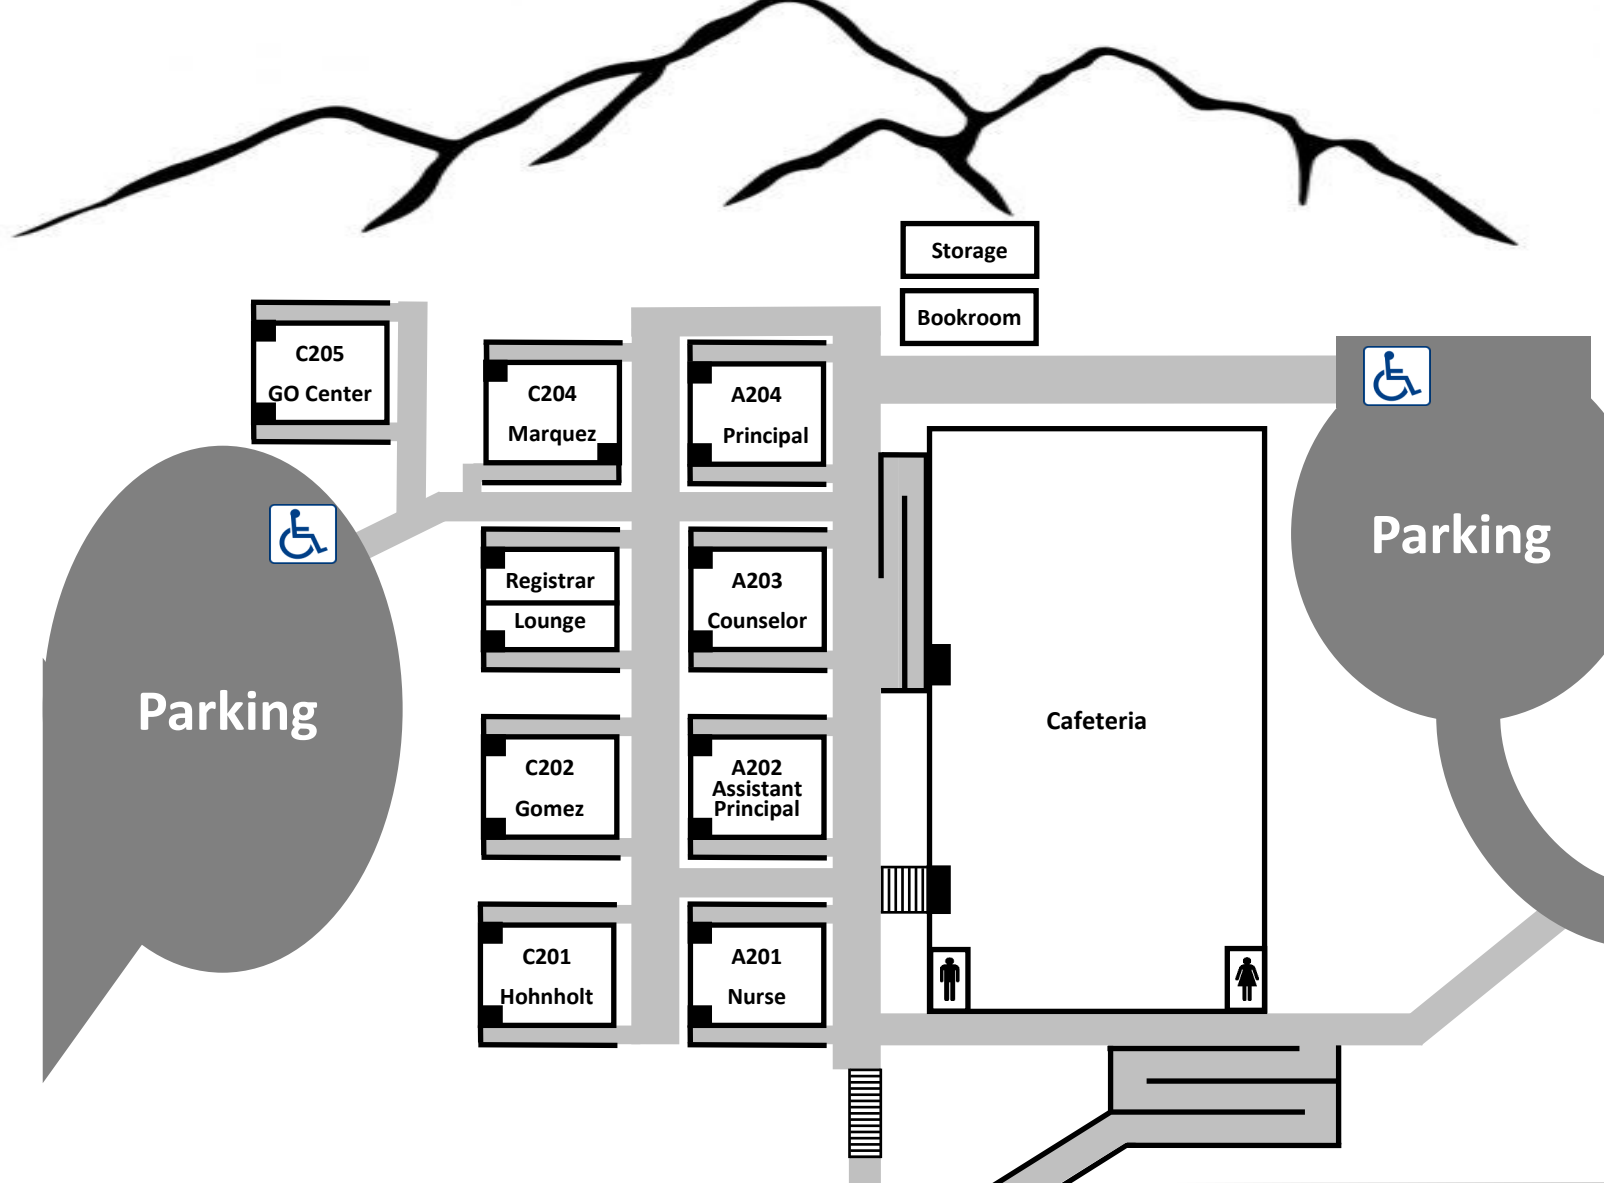 Storage
Bookroom
C205
GO Center
C204
Marquez
A204
Principal
Parking
Registrar
Lounge
A203
Counselor
Parking
Cafeteria
C202
Gomez
A202
Assistant
Principal
C201
Hohnholt
A201
Nurse